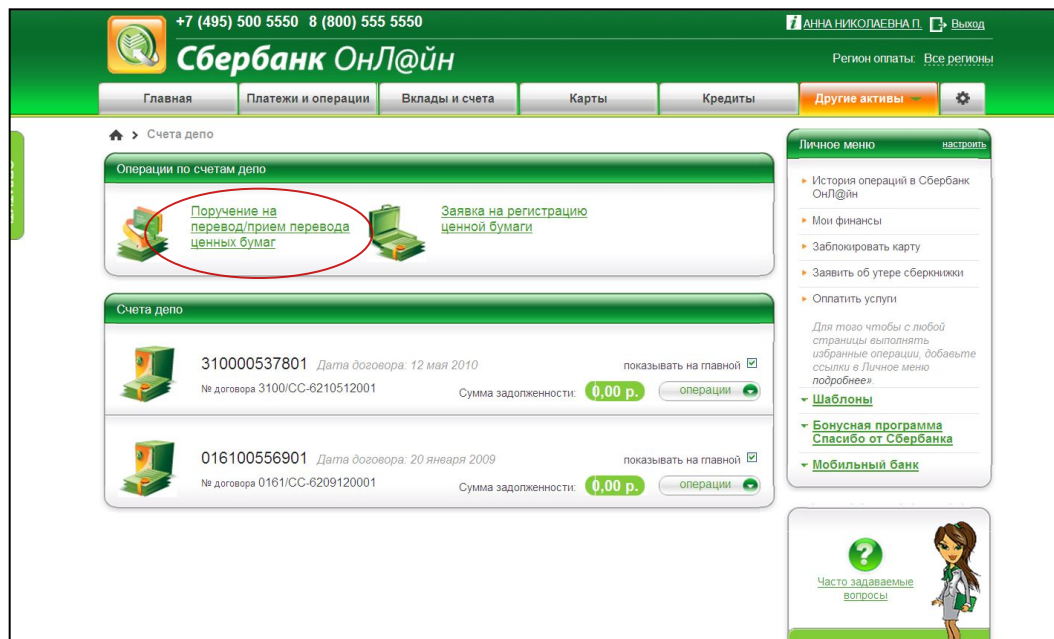 +7 (495) 500 5550 8 (800) 555 5550
АННА НИКОЛАЕВНА П. Выход
Сбербанк ОнЛ@йн
Регион оплаты: Все регионы
Главная Платежи и операции Вклады и счета Карты Кредиты Другие активы
Счета депо
Операции по счетам депо
Поручение на
перевод/прием перевода
ценных бумаг
Заявка на регистрацию
ценной бумаги
Счета депо
310000537801 Дата договора: 12 мая 2010
показывать на главной
№ договора 3100/CC-6210512001
Сумма задолженности: 0,00 р. операции
016100556901 Дата договора: 20 января 2009
показывать на главной
№ договора 0161/CC-6209120001
Сумма задолженности: 0,00 р. операции
Личное меню настроить
История операций в Сбербанк
ОнЛ@йн
Мои финансы
Заблокировать карту
Заявить об утере сберкнижки
Оплатить услуги
Для того чтобы с любой
страницы выполнять
избранные операции, добавьте
ссылки в Личное меню
подробнее».
Шаблоны
Бонусная программа
Спасибо от Сбербанка
Мобильный банк
Часто задаваемые
вопросы